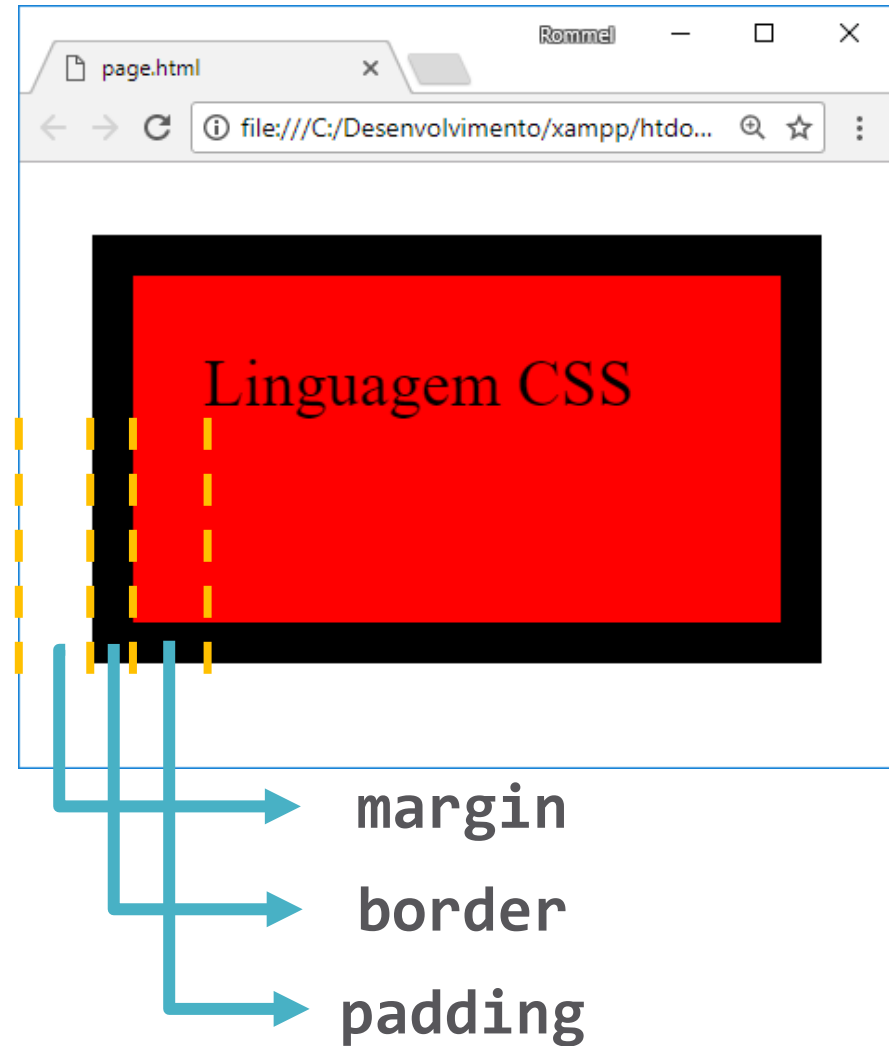 Rommel
page.html
file:///C:/Desenvolvimento/xampp/htdo...
Linguagem CSS
margin
border
padding